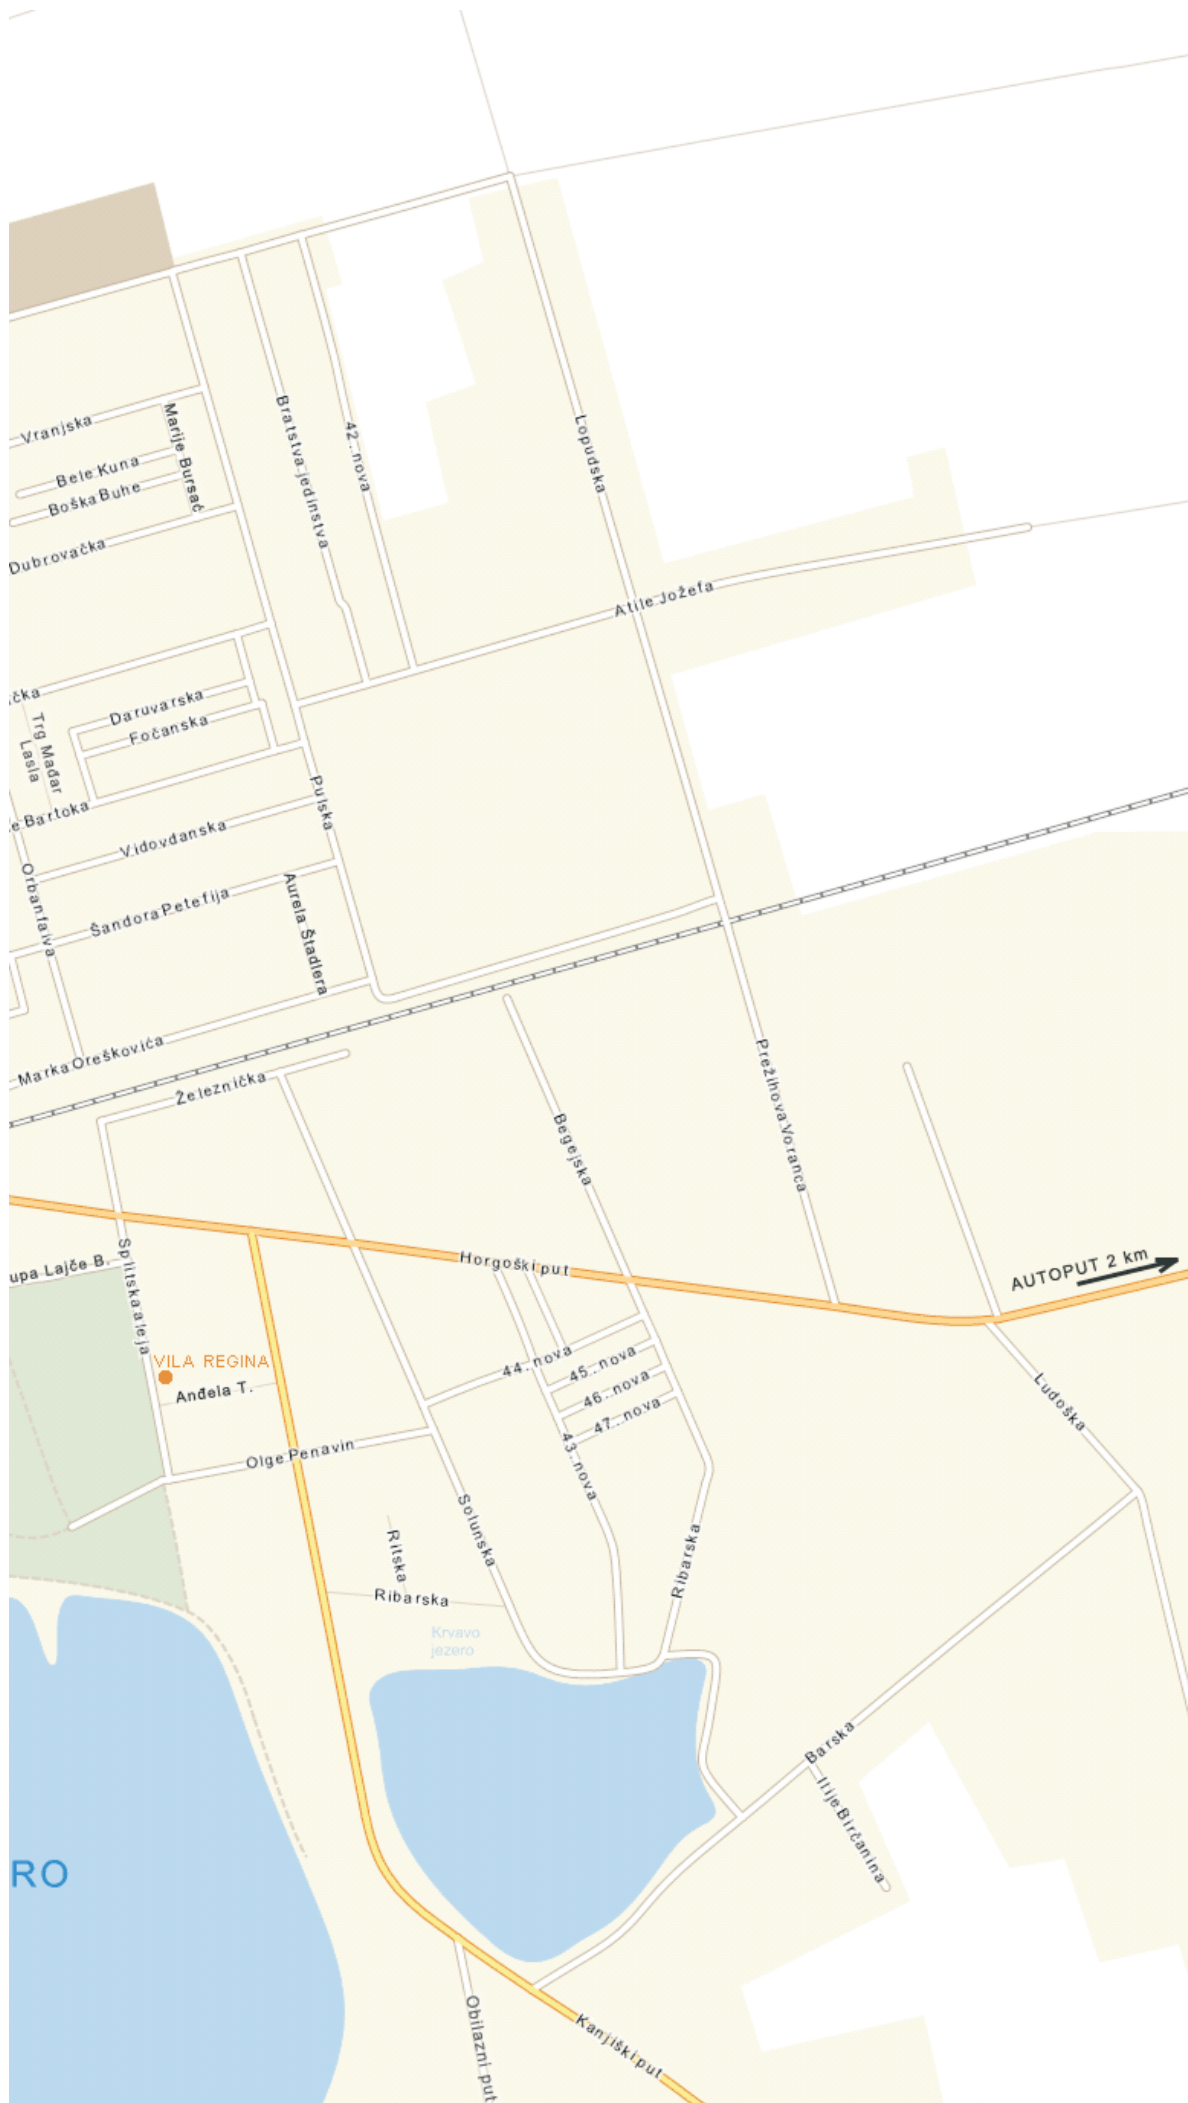 Vranjska
Marije Bursać
Bratstva jedinstva
42. nova
Lopudska
Bele Kuna
Boška Buhe
Dubrovačka
Atile Jožefa
ička
Daruvarska
Fočanska
Trg Mađar
Lasla
e Bartoka
Pulska
Vidovdanska
Orbanfalva
Šandora Petefija
Aurela Štadlera
Marka Oreškovića
Železnička
Prežihova Voranca
Begejska
Horgoški put
AUTOPUT 2 km
upa Lajče B.
Splitska aleja
VILA REGINA
Anđela T.
44. nova
45. nova
46. nova
47. nova
43. nova
Ludoška
Olge Penavin
Solunska
Ritska
Ribarska
Ribarska
Krvavo
jezero
Barska
Ilije Birčanina
RO
Obilazni put
Kanjiški put